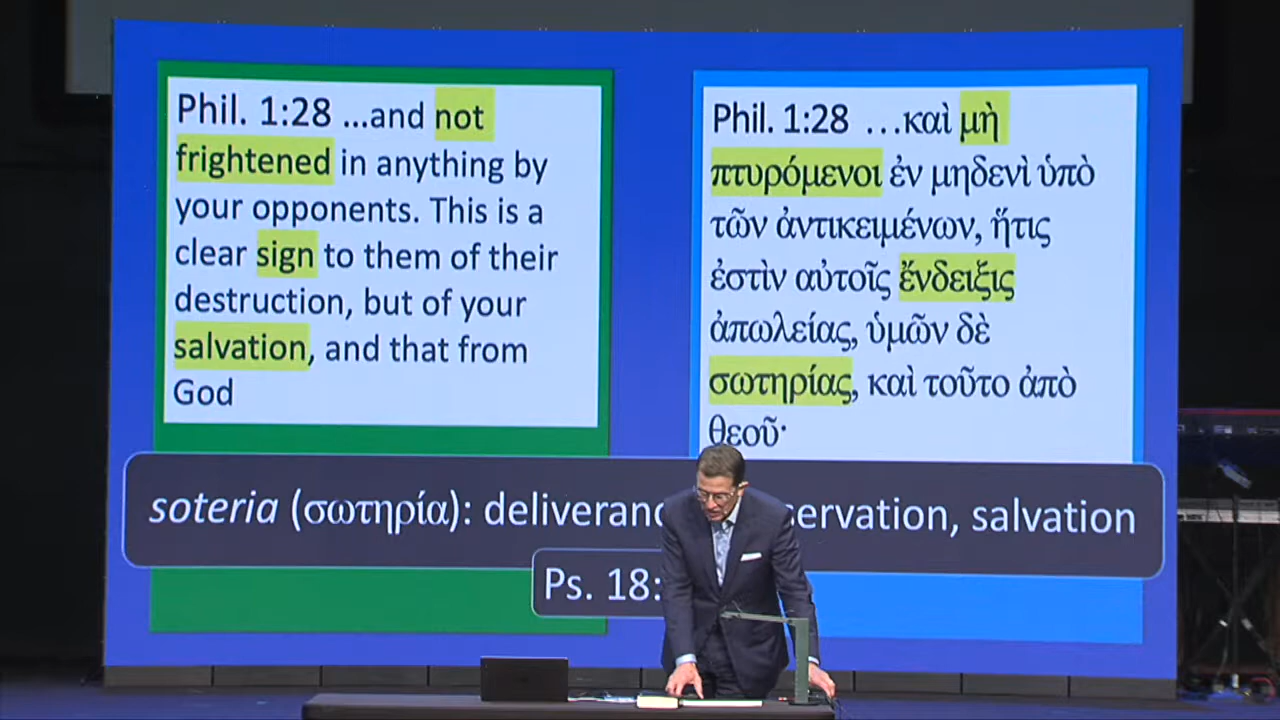 Phil. 1:28 ...and not
frightened in anything by
your opponents. This is a
clear sign to them of their
destruction, but of your
salvation, and that from
God
Phil. 1:28 …καὶ μὴ
πτυρόμενοι ἐν μηδενὶ ὑπὸ
τῶν ἀντικειμένων, ἥτις
ἐστὶν αὐτοῖς ἔνδειξις
ἀπωλείας, ὑμῶν δὲ
σωτηρίας, καὶ τοῦτο ἀπὸ
θεοῦ·
soteria (σωτηρία): salvation
Ps. 18: